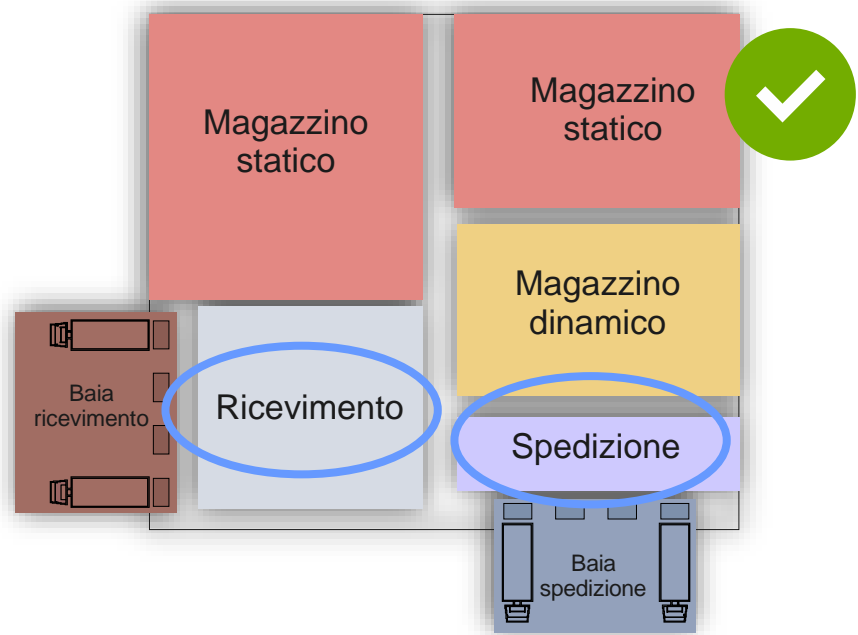 Magazzino
statico
Magazzino
statico
Magazzino
dinamico
Baia
ricevimento
Ricevimento
Spedizione
Baia
spedizione